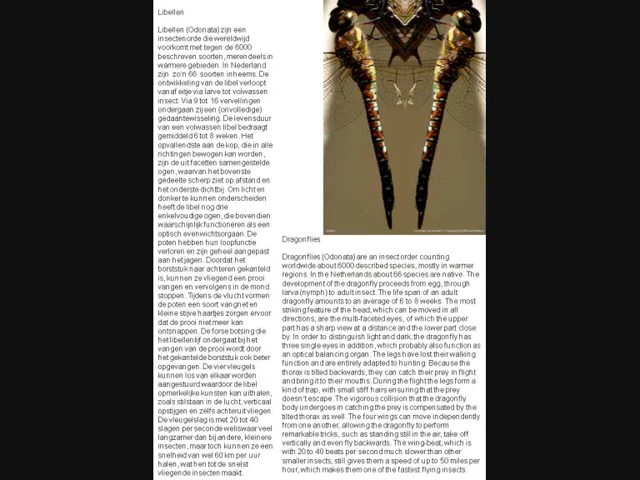 Libellen
Libellen (Odonata) zijn een
insectenorde die wereldwijd
voorkomt met tegen de 6000
beschreven soorten, merendeels in
warmere gebieden. In Nederland
zijn zo'n 66 soorten inheems. De
ontwikkeling van de libel verloopt
vanaf eitje via larve tot volwassen
insect. Via 9 tot 16 vervellingen
ondergaan zij een (onvolledige)
gedaantewisseling. De levensduur
van een volwassen libel bedraagt
gemiddeld 6 tot 8 weken. Het
opvallendste aan de kop, die in alle
richtingen bewogen kan worden,
zijn de uit facetten samengestelde
ogen, waarvan het bovenste
gedeelte scherp ziet op afstand en
het onderste dichtbij. Om licht en
donker te kunnen onderscheiden
heeft de libel nog drie
enkelvoudige ogen, die bovendien
waarschijnlijk functioneren als een
optisch evenwichtsorgaan. De
poten hebben hun loopfunctie
verloren en zijn geheel aangepast
aan het jagen. Doordat het
borststuk naar achteren gekanteld
is, kunnen ze vliegend een prooi
vangen en vervolgens in de mond
stoppen. Tijdens de vlucht vormen
de poten een soort vangnet en
kleine stijve haartjes zorgen ervoor
dat de prooi niet meer kan
ontsnappen. De forse botsing die
het libellenlijf ondergaat bij het
vangen van de prooi wordt door
het gekantelde borststuk ook beter
opgevangen. De vier vleugels
kunnen los van elkaar worden
aangestuurd waardoor de libel
opmerkelijke kunsten kan uithalen,
zoals stilstaan in de lucht, verticaal
opstijgen en zelfs achteruit vliegen.
De vleugelslag is met 20 tot 40
slagen per seconde weliswaar veel
langzamer dan bij andere, kleinere
insecten, maar toch kunnen ze een
snelheid van wel 60 km per uur
halen, wat hen tot de snelst
vliegende insecten maakt.
Dragonflies
Dragonflies (Odonata) are an insect order counting
worldwide about 6000 described species, mostly in warmer
regions. In the Netherlands about 66 species are native. The
development of the dragonfly proceeds from egg, through
larva (nymph) to adult insect. The life span of an adult
dragonfly amounts to an average of 6 to 8 weeks. The most
striking feature of the head, which can be moved in all
directions, are the multi-faceted eyes, of which the upper
part has a sharp view at a distance and the lower part close
by. In order to distinguish light and dark, the dragonfly has
three single eyes in addition, which probably also function as
an optical balancing organ. The legs have lost their walking
function and are entirely adapted to hunting. Because the
thorax is tilted backwards, they can catch their prey in flight
and bring it to their mouths. During the flight the legs form a
kind of trap, with small stiff hairs ensuring that the prey
doesn't escape. The vigorous collision that the dragonfly
body undergoes in catching the prey is compensated by the
tilted thorax as well. The four wings can move independently
from one another, allowing the dragonfly to perform
remarkable tricks, such as standing still in the air, take off
vertically and even fly backwards. The wing-beat, which is
with 20 to 40 beats per second much slower than other
smaller insects, still gives them a speed of up to 50 miles per
hour, which makes them one of the fastest flying insects.